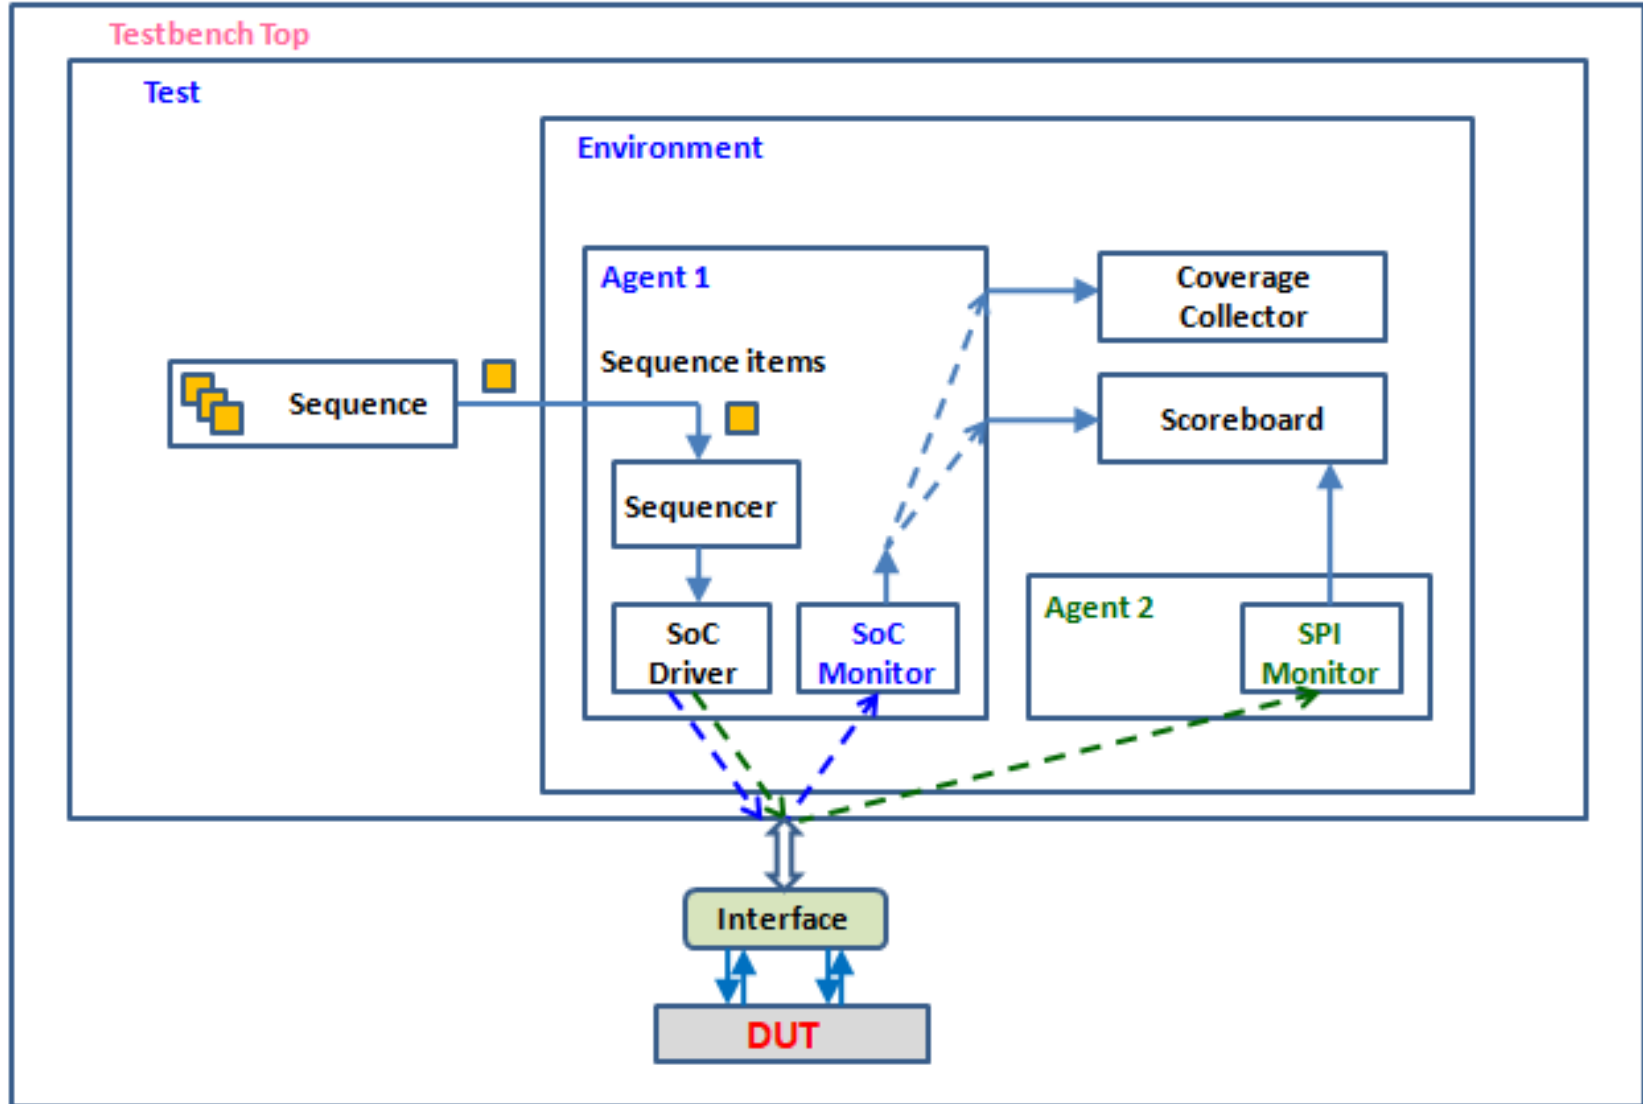 Testbench Top
Test
Environment
Agent 1
Coverage
Collector
Sequence items
Sequence
Scoreboard
Sequencer
Agent 2
SoC
Driver
SoC
Monitor
SPI
Monitor
Interface
DUT